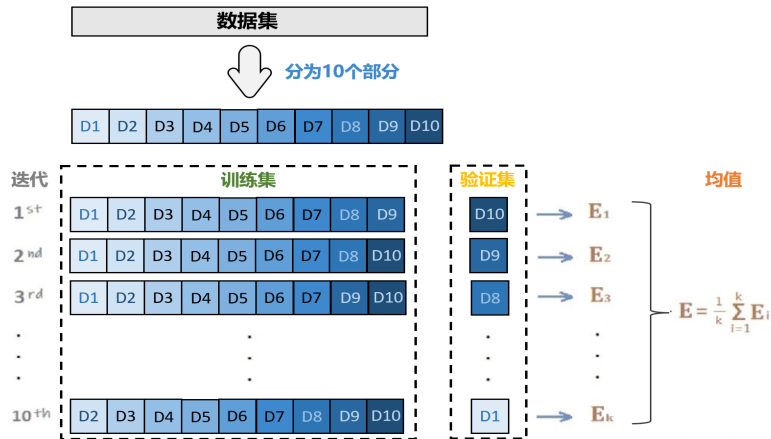 数据集
分为10个部分
D1 D2 D3 D4 D5 D6 D7 D8 D9 D10
迭代 训练集 验证集 均值
1st D1 D2 D3 D4 D5 D6 D7 D8 D9 D10 E1
2nd D1 D2 D3 D4 D5 D6 D7 D8 D10 D9 E2
3rd D1 D2 D3 D4 D5 D6 D7 D9 D10 D8 E3
E = 1/k ∑ i=1 k Ei
10th D2 D3 D4 D5 D6 D7 D8 D9 D10 D1 Ek